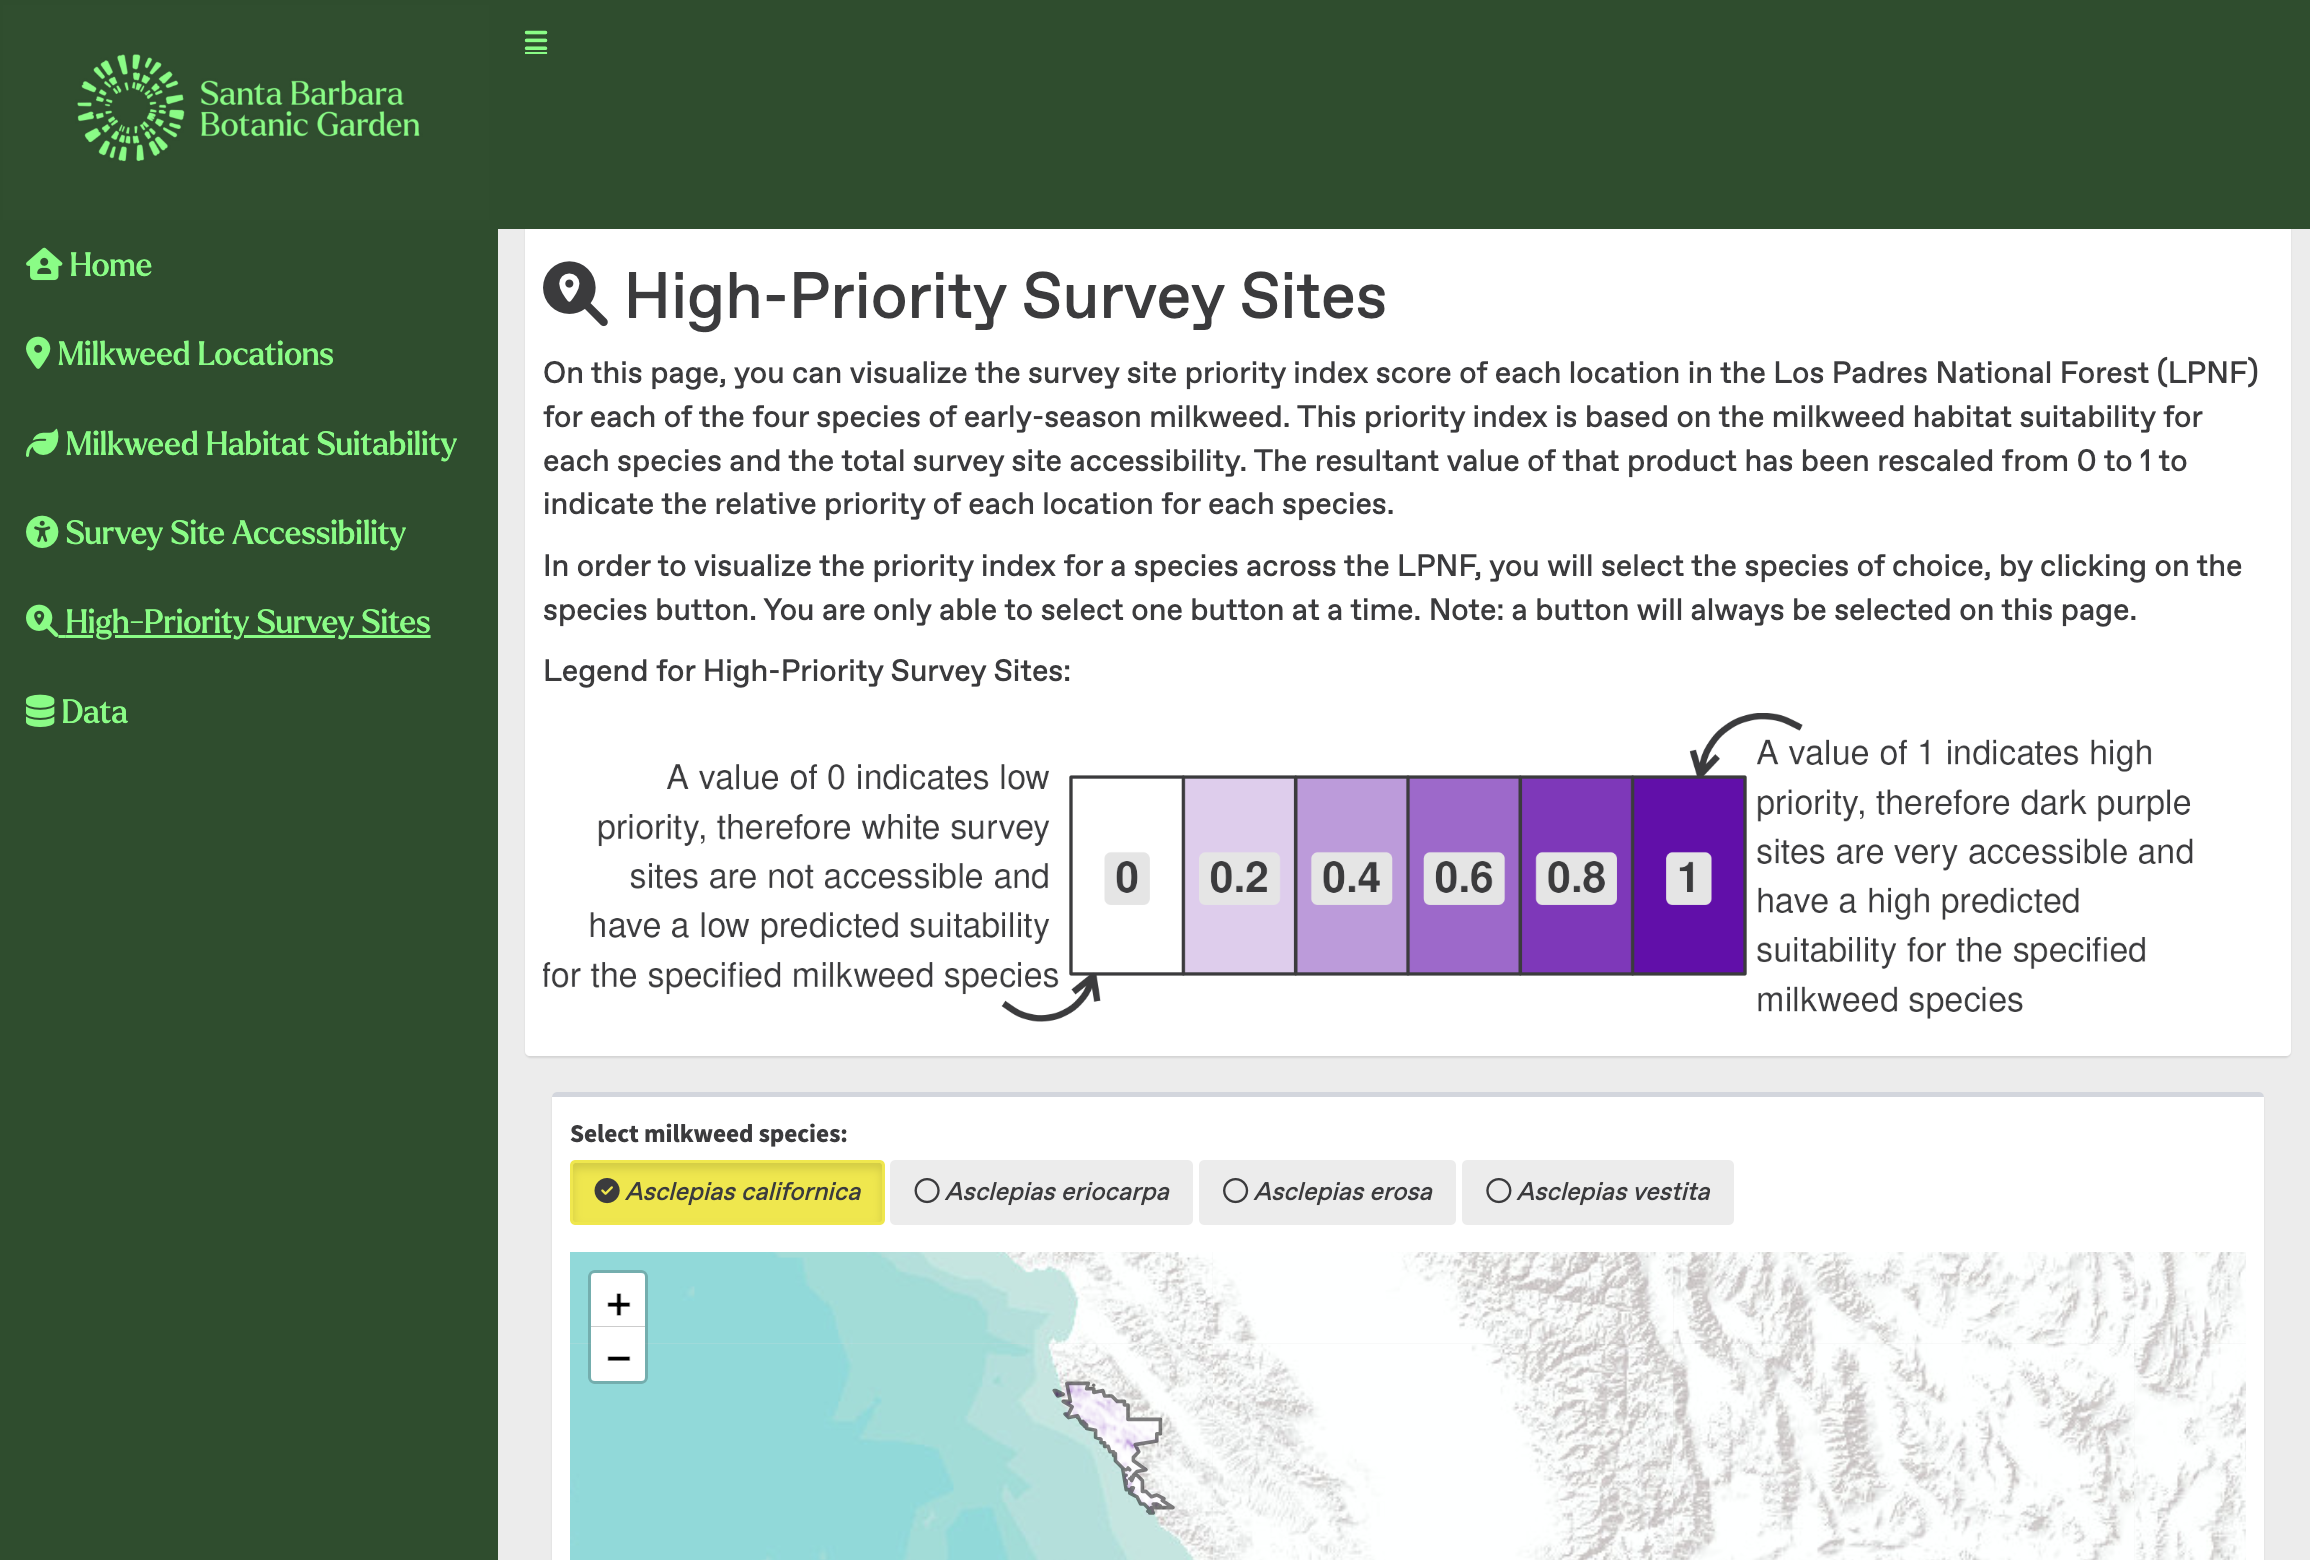 Santa Barbara
Botanic Garden
Home
Milkweed Locations
Milkweed Habitat Suitability
Survey Site Accessibility
High-Priority Survey Sites
Data
High-Priority Survey Sites
On this page, you can visualize the survey site priority index score of each location in the Los Padres National Forest (LPNF)
for each of the four species of early-season milkweed. This priority index is based on the milkweed habitat suitability for
each species and the total survey site accessibility. The resultant value of that product has been rescaled from 0 to 1 to
indicate the relative priority of each location for each species.
In order to visualize the priority index for a species across the LPNF, you will select the species of choice, by clicking on the
species button. You are only able to select one button at a time. Note: a button will always be selected on this page.
Legend for High-Priority Survey Sites:
A value of 0 indicates low
priority, therefore white survey
sites are not accessible and
have a low predicted suitability
for the specified milkweed species
0 0.2 0.4 0.6 0.8 1
A value of 1 indicates high
priority, therefore dark purple
sites are very accessible and
have a high predicted
suitability for the specified
milkweed species
Select milkweed species:
Asclepias californica Asclepias eriocarpa Asclepias erosa Asclepias vestita
+
−